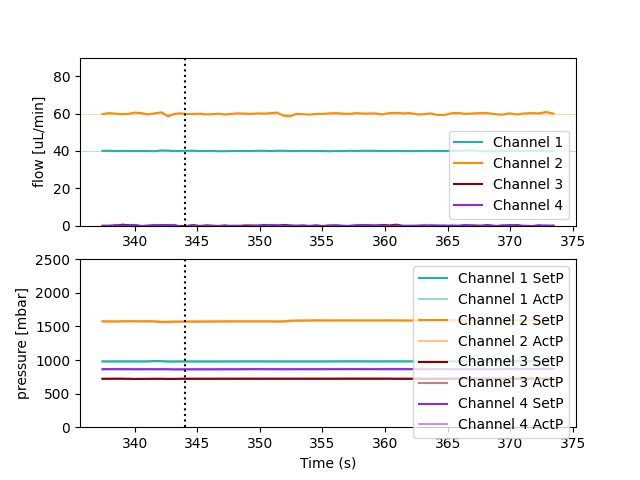 80
60
40
20
0
flow [uL/min]
Channel 1
Channel 2
Channel 3
Channel 4
340 345 350 355 360 365 370 375
2500
2000
1500
1000
500
0
pressure [mbar]
Channel 1 SetP
Channel 1 ActP
Channel 2 SetP
Channel 2 ActP
Channel 3 SetP
Channel 3 ActP
Channel 4 SetP
Channel 4 ActP
340 345 350 355 360 365 370 375
Time (s)